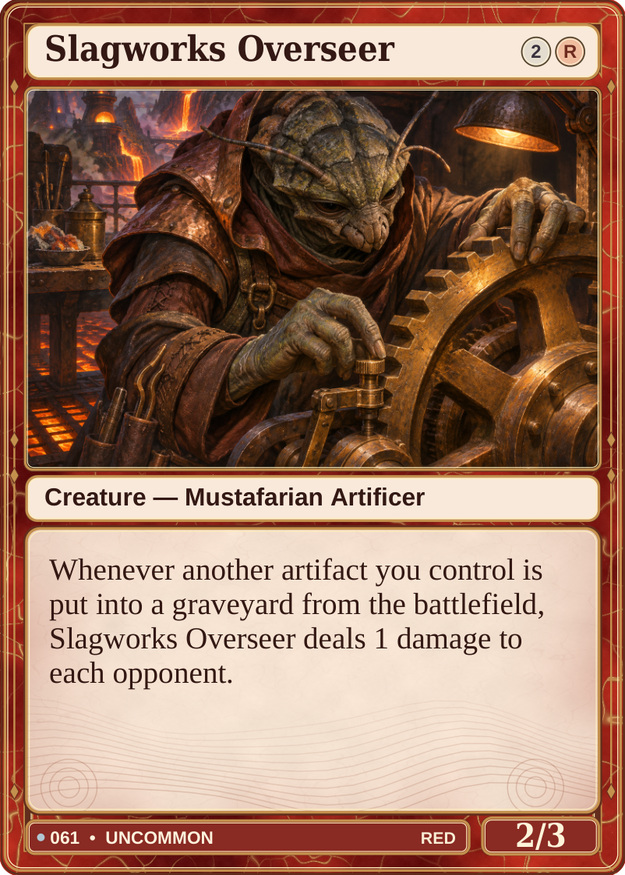 Slagworks Overseer 2 R
Creature — Mustafarian Artificer
Whenever another artifact you control is
put into a graveyard from the battlefield,
Slagworks Overseer deals 1 damage to
each opponent.
061 • UNCOMMON RED 2/3